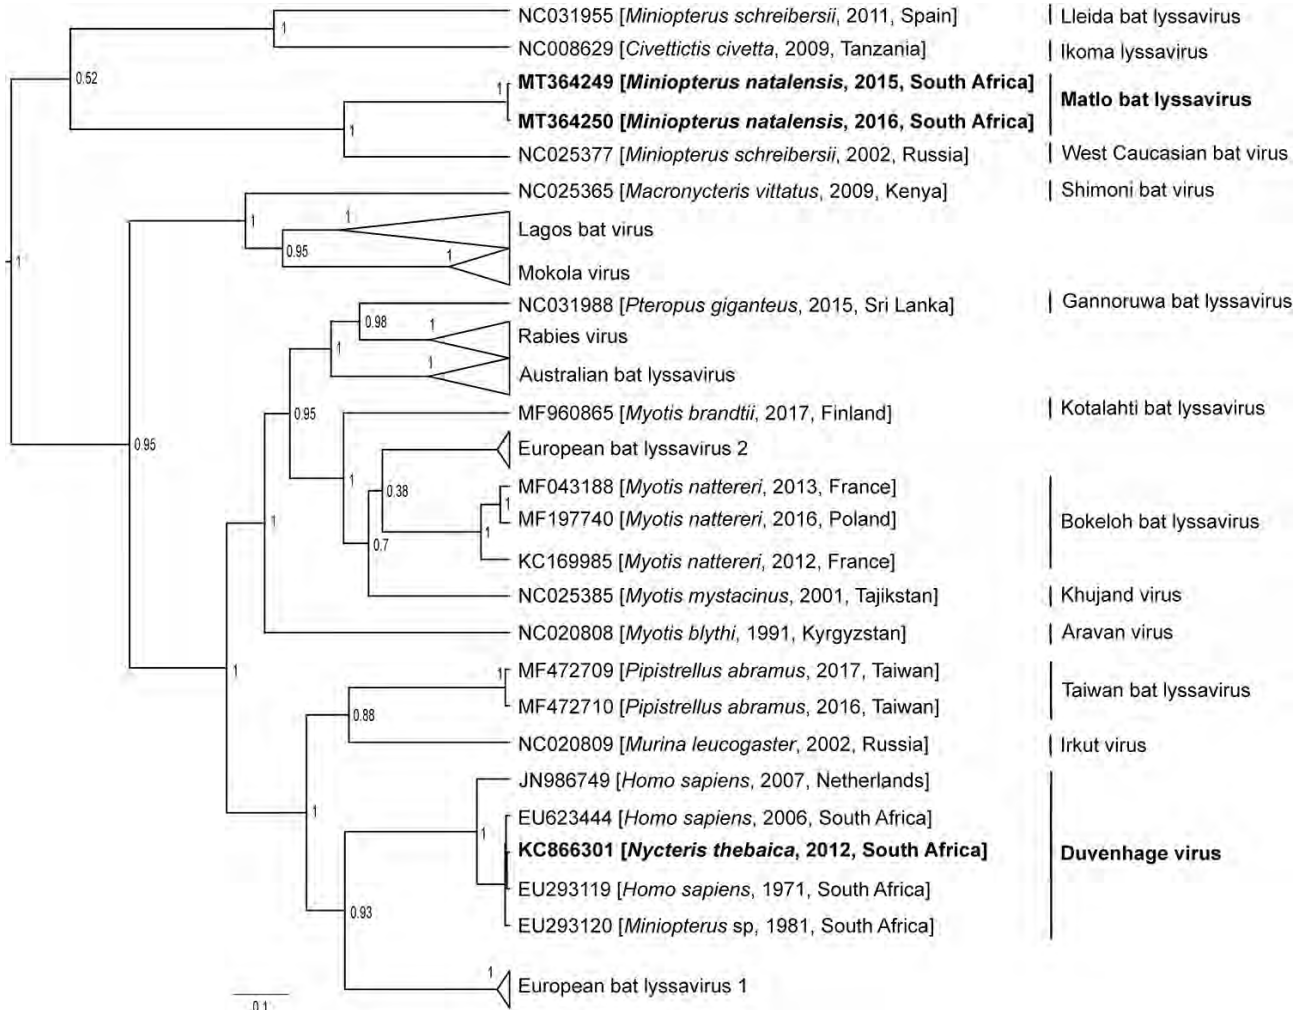 NC031955 [Miniopterus schreibersii, 2011, Spain] Lleida bat lyssavirus
1
NC008629 [Civettictis civetta, 2009, Tanzania] Ikoma lyssavirus
0.52
1 MT364249 [Miniopterus natalensis, 2015, South Africa]
Matlo bat lyssavirus
MT364250 [Miniopterus natalensis, 2016, South Africa]
1
NC025377 [Miniopterus schreibersii, 2002, Russia] West Caucasian bat virus
NC025365 [Macronycteris vittatus, 2009, Kenya] Shimoni bat virus
1
1
Lagos bat virus
0.95
1
1
Mokola virus
NC031988 [Pteropus giganteus, 2015, Sri Lanka] Gannoruwa bat lyssavirus
0.98
1
Rabies virus
1
1
Australian bat lyssavirus
0.95
MF960865 [Myotis brandtii, 2017, Finland] Kotalahti bat lyssavirus
0.95
European bat lyssavirus 2
1
0.38
MF043188 [Myotis nattereri, 2013, France]
1
MF197740 [Myotis nattereri, 2016, Poland] Bokeloh bat lyssavirus
1
1
0.7
KC169985 [Myotis nattereri, 2012, France]
NC025385 [Myotis mystacinus, 2001, Tajikstan] Khujand virus
NC020808 [Myotis blythi, 1991, Kyrgyzstan] Aravan virus
1
1 MF472709 [Pipistrellus abramus, 2017, Taiwan]
Taiwan bat lyssavirus
MF472710 [Pipistrellus abramus, 2016, Taiwan]
0.88
NC020809 [Murina leucogaster, 2002, Russia] Irkut virus
JN986749 [Homo sapiens, 2007, Netherlands]
1
EU623444 [Homo sapiens, 2006, South Africa]
1
KC866301 [Nycteris thebaica, 2012, South Africa] Duvenhage virus
EU293119 [Homo sapiens, 1971, South Africa]
0.93
EU293120 [Miniopterus sp, 1981, South Africa]
1
European bat lyssavirus 1
0.1